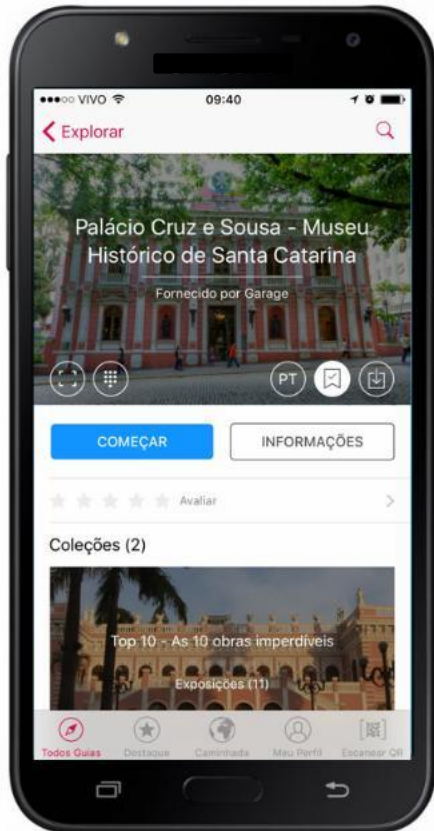 VIVO 09:40
Explorar
Palácio Cruz e Sousa - Museu
Histórico de Santa Catarina
Fornecido por Garage
PT
COMEÇAR INFORMAÇÕES
Avaliar
Coleções (2)
Top 10 - As 10 obras imperdíveis
Exposições (11)
Todos Guias Destaque Caminhada Meu Perfil Escanear QR